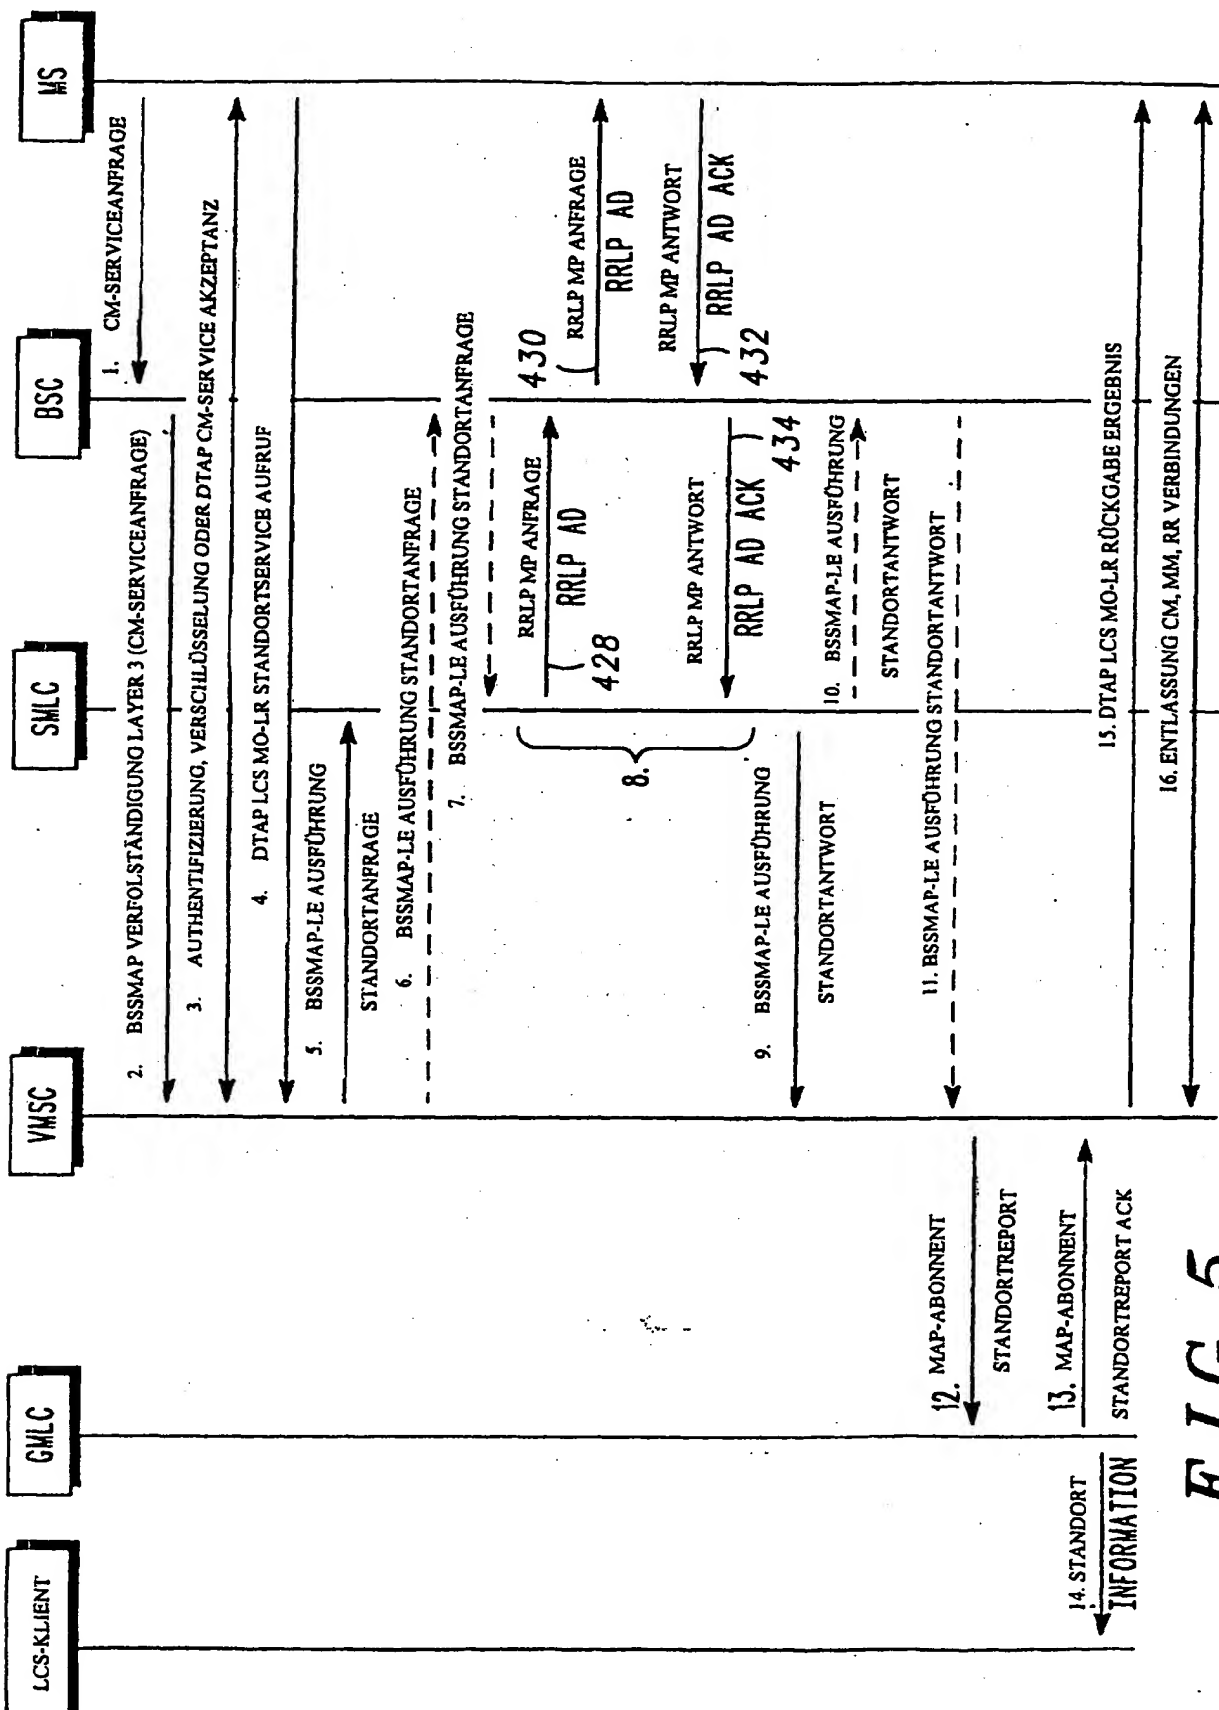 LCS-KLIENT
GMLC
VMSC
SMLC
BSC
MS
1. CM-SERVICEANFRAGE
2. BSSMAP VERFOLSTÄNDIGUNG LAYER 3 (CM-SERVICEANFRAGE)
3. AUTHENTIFIZIERUNG, VERSCHLÜSSELUNG ODER DTAP CM-SERVICE AKZEPTANZ
4. DTAP LCS MO-LR STANDORTSERVICE AUFRUF
5. BSSMAP-LE AUSFÜHRUNG
STANDORTANFRAGE
6. BSSMAP-LE AUSFÜHRUNG STANDORTANFRAGE
7. BSSMAP-LE AUSFÜHRUNG STANDORTANFRAGE
RRLP MP ANFRAGE
RRLP AD
428
430
RRLP MP ANFRAGE
RRLP AD
8.
RRLP MP ANTWORT
RRLP AD ACK
432
RRLP MP ANTWORT
RRLP AD ACK
434
9. BSSMAP-LE AUSFÜHRUNG
STANDORTANTWORT
10. BSSMAP-LE AUSFÜHRUNG
STANDORTANTWORT
11. BSSMAP-LE AUSFÜHRUNG STANDORTANTWORT
12. MAP-ABONNENT
STANDORTREPORT
13. MAP-ABONNENT
STANDORTREPORT ACK
14. STANDORT
INFORMATION
15. DTAP LCS MO-LR RÜCKGABE ERGEBNIS
16. ENTLASSUNG CM, MM, RR VERBINDUNGEN
FIG 5